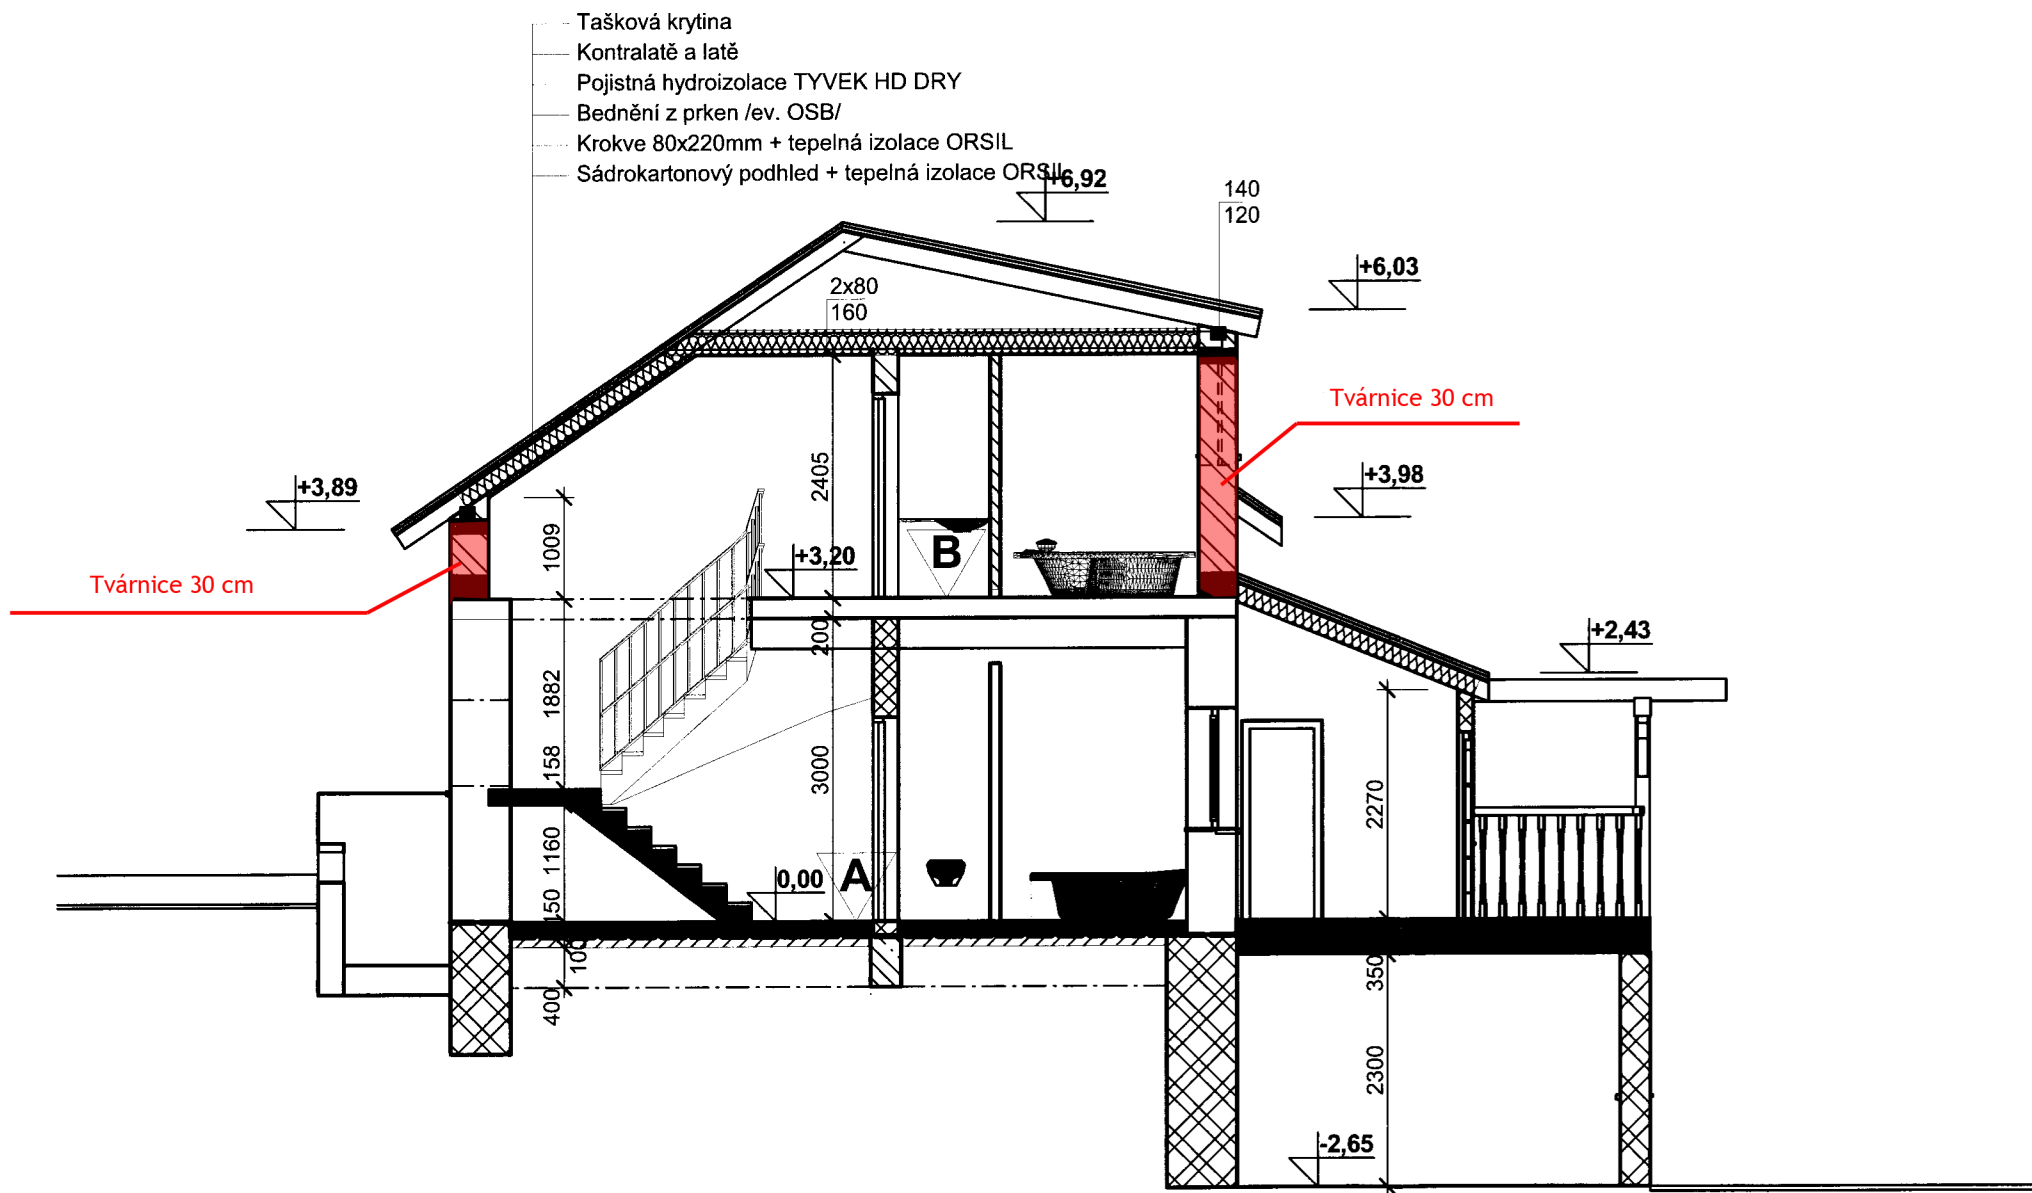 Tašková krytina
Kontralatě a latě
Pojistná hydroizolace TYVEK HD DRY
Bednění z prken /ev. OSB/
Krokve 80x220mm + tepelná izolace ORSIL
Sádrokartonový podhled + tepelná izolace ORSIL
+6,92
140
120
+6,03
2x80
160
Tvárnice 30 cm
+3,89
2405
+3,98
1009
B
+3,20
Tvárnice 30 cm
200
+2,43
1882
158
3000
2270
1160
A
0,00
150
100
350
400
2300
-2,65